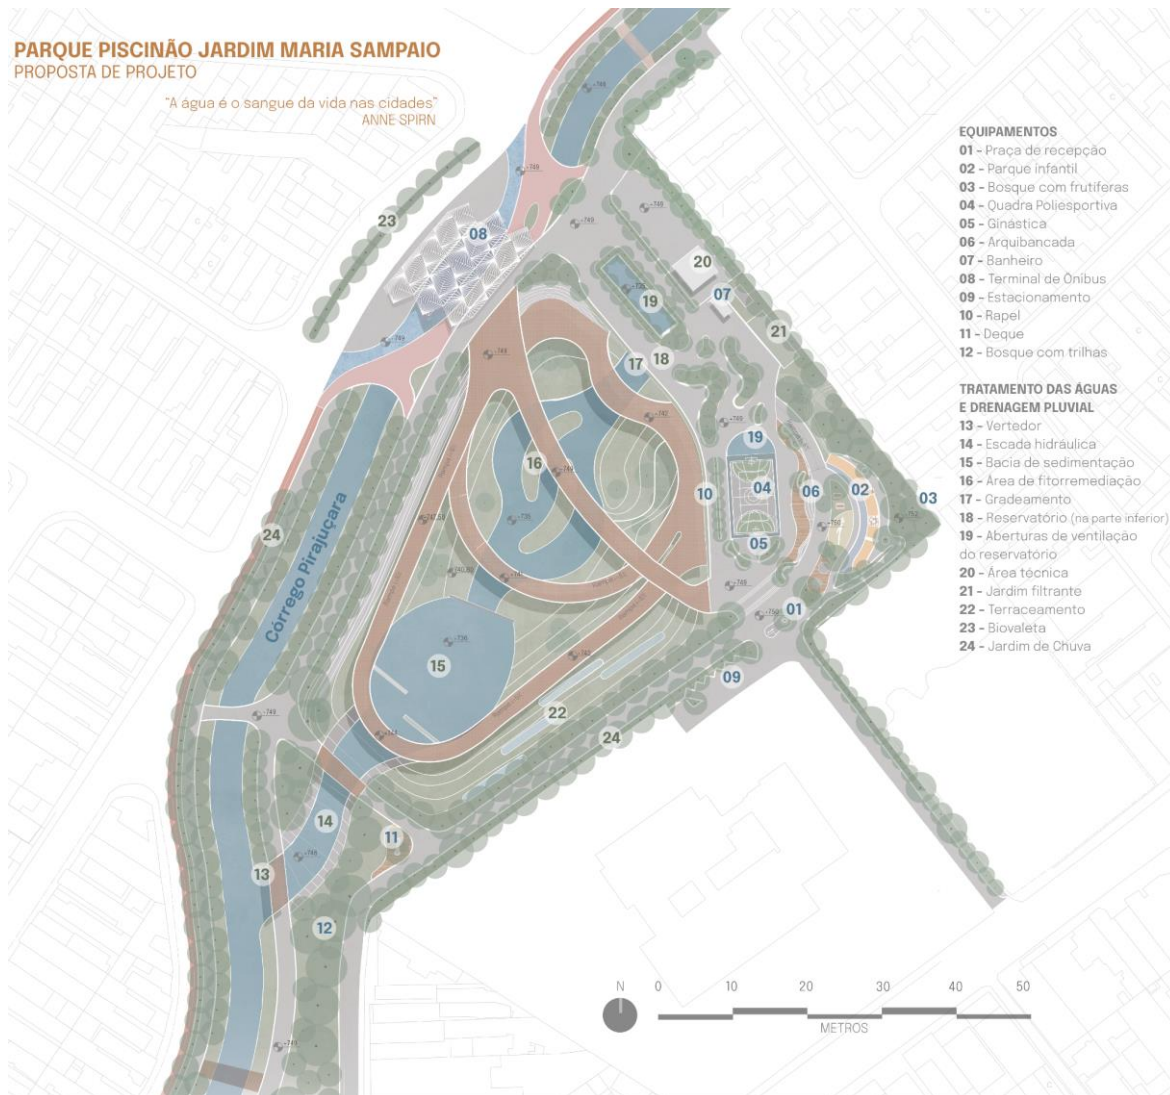 PARQUE PISCINÃO JARDIM MARIA SAMPAIO
PROPOSTA DE PROJETO
"A água é o sangue da vida nas cidades"
ANNE SPIRN
EQUIPAMENTOS
01 - Praça de recepção
02 - Parque infantil
03 - Bosque com frutíferas
04 - Quadra Poliesportiva
05 - Ginástica
06 - Arquibancada
07 - Banheiro
08 - Terminal de Ônibus
09 - Estacionamento
10 - Rapel
11 - Deque
12 - Bosque com trilhas
TRATAMENTO DAS ÁGUAS
E DRENAGEM PLUVIAL
13 - Vertedor
14 - Escada hidráulica
15 - Bacia de sedimentação
16 - Área de fitorremediação
17 - Gradeamento
18 - Reservatório (na parte inferior)
19 - Aberturas de ventilação
do reservatório
20 - Área técnica
21 - Jardim filtrante
22 - Terraceamento
23 - Biovaleta
24 - Jardim de Chuva
23
08
20
07
19
21
17
18
16
19
10
04
06
02
03
05
24
Córrego Pirajuçara
01
15
09
22
24
14
11
13
12
N
0 10 20 30 40 50
METROS